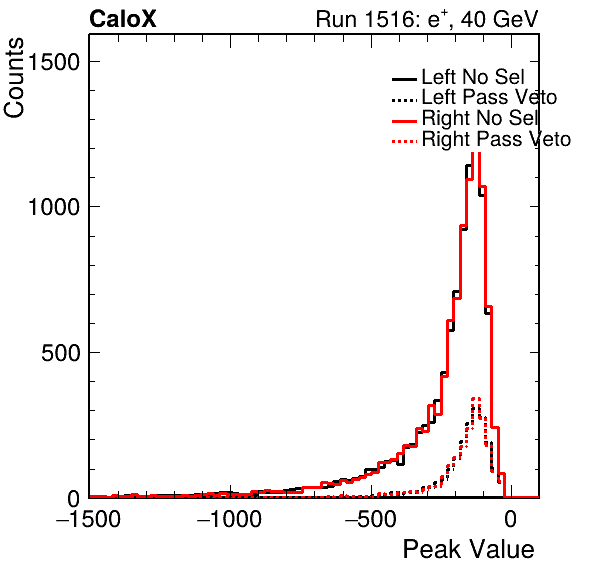 CaloX Run 1516: e+, 40 GeV
Counts
1500
Left No Sel
Left Pass Veto
Right No Sel
Right Pass Veto
1000
500
0
−1500 −1000 −500 0
Peak Value